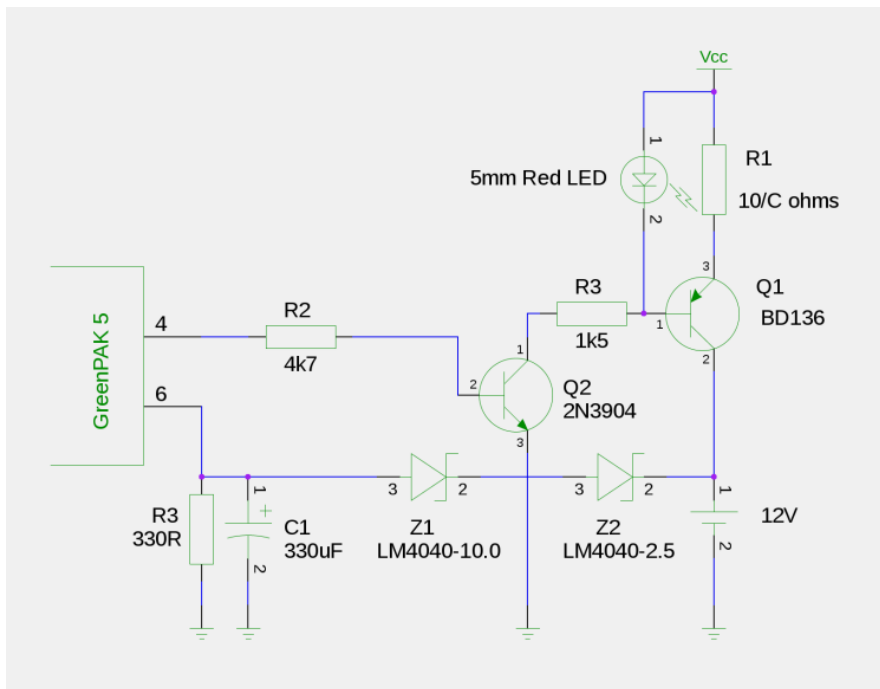 Vcc
1
5mm Red LED
2
R1
10/C ohms
3
Q1
BD136
1
2
R3
1k5
GreenPAK 5
4
6
R2
4k7
1
2
Q2
2N3904
3
3
2
Z1
LM4040-10.0
3
2
Z2
LM4040-2.5
R3
330R
1
+
C1
330uF
2
1
12V
2